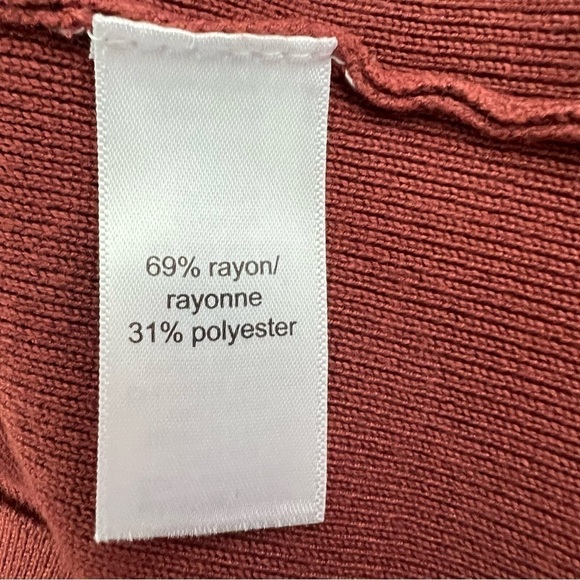 69% rayon/
rayonne
31% polyester